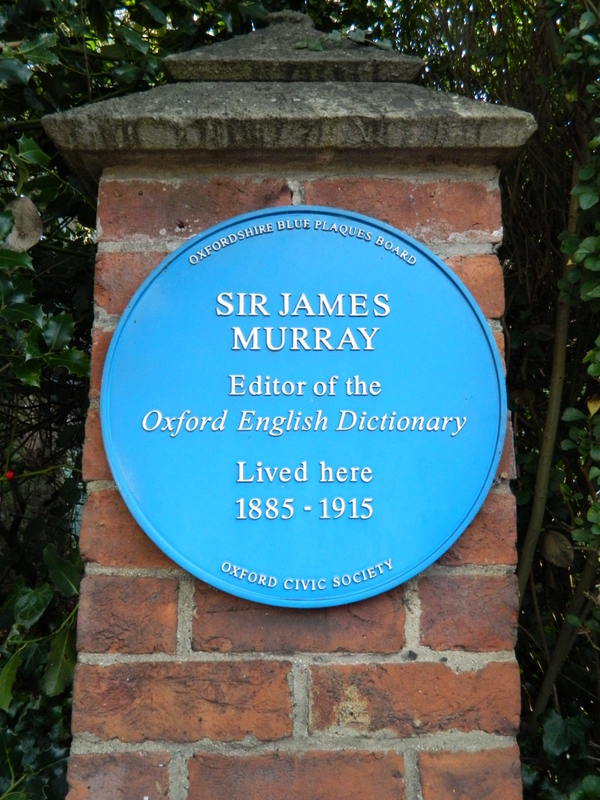 OXFORDSHIRE BLUE PLAQUES BOARD
SIR JAMES
MURRAY
Editor of the
Oxford English Dictionary
Lived here
1885 - 1915
OXFORD CIVIC SOCIETY